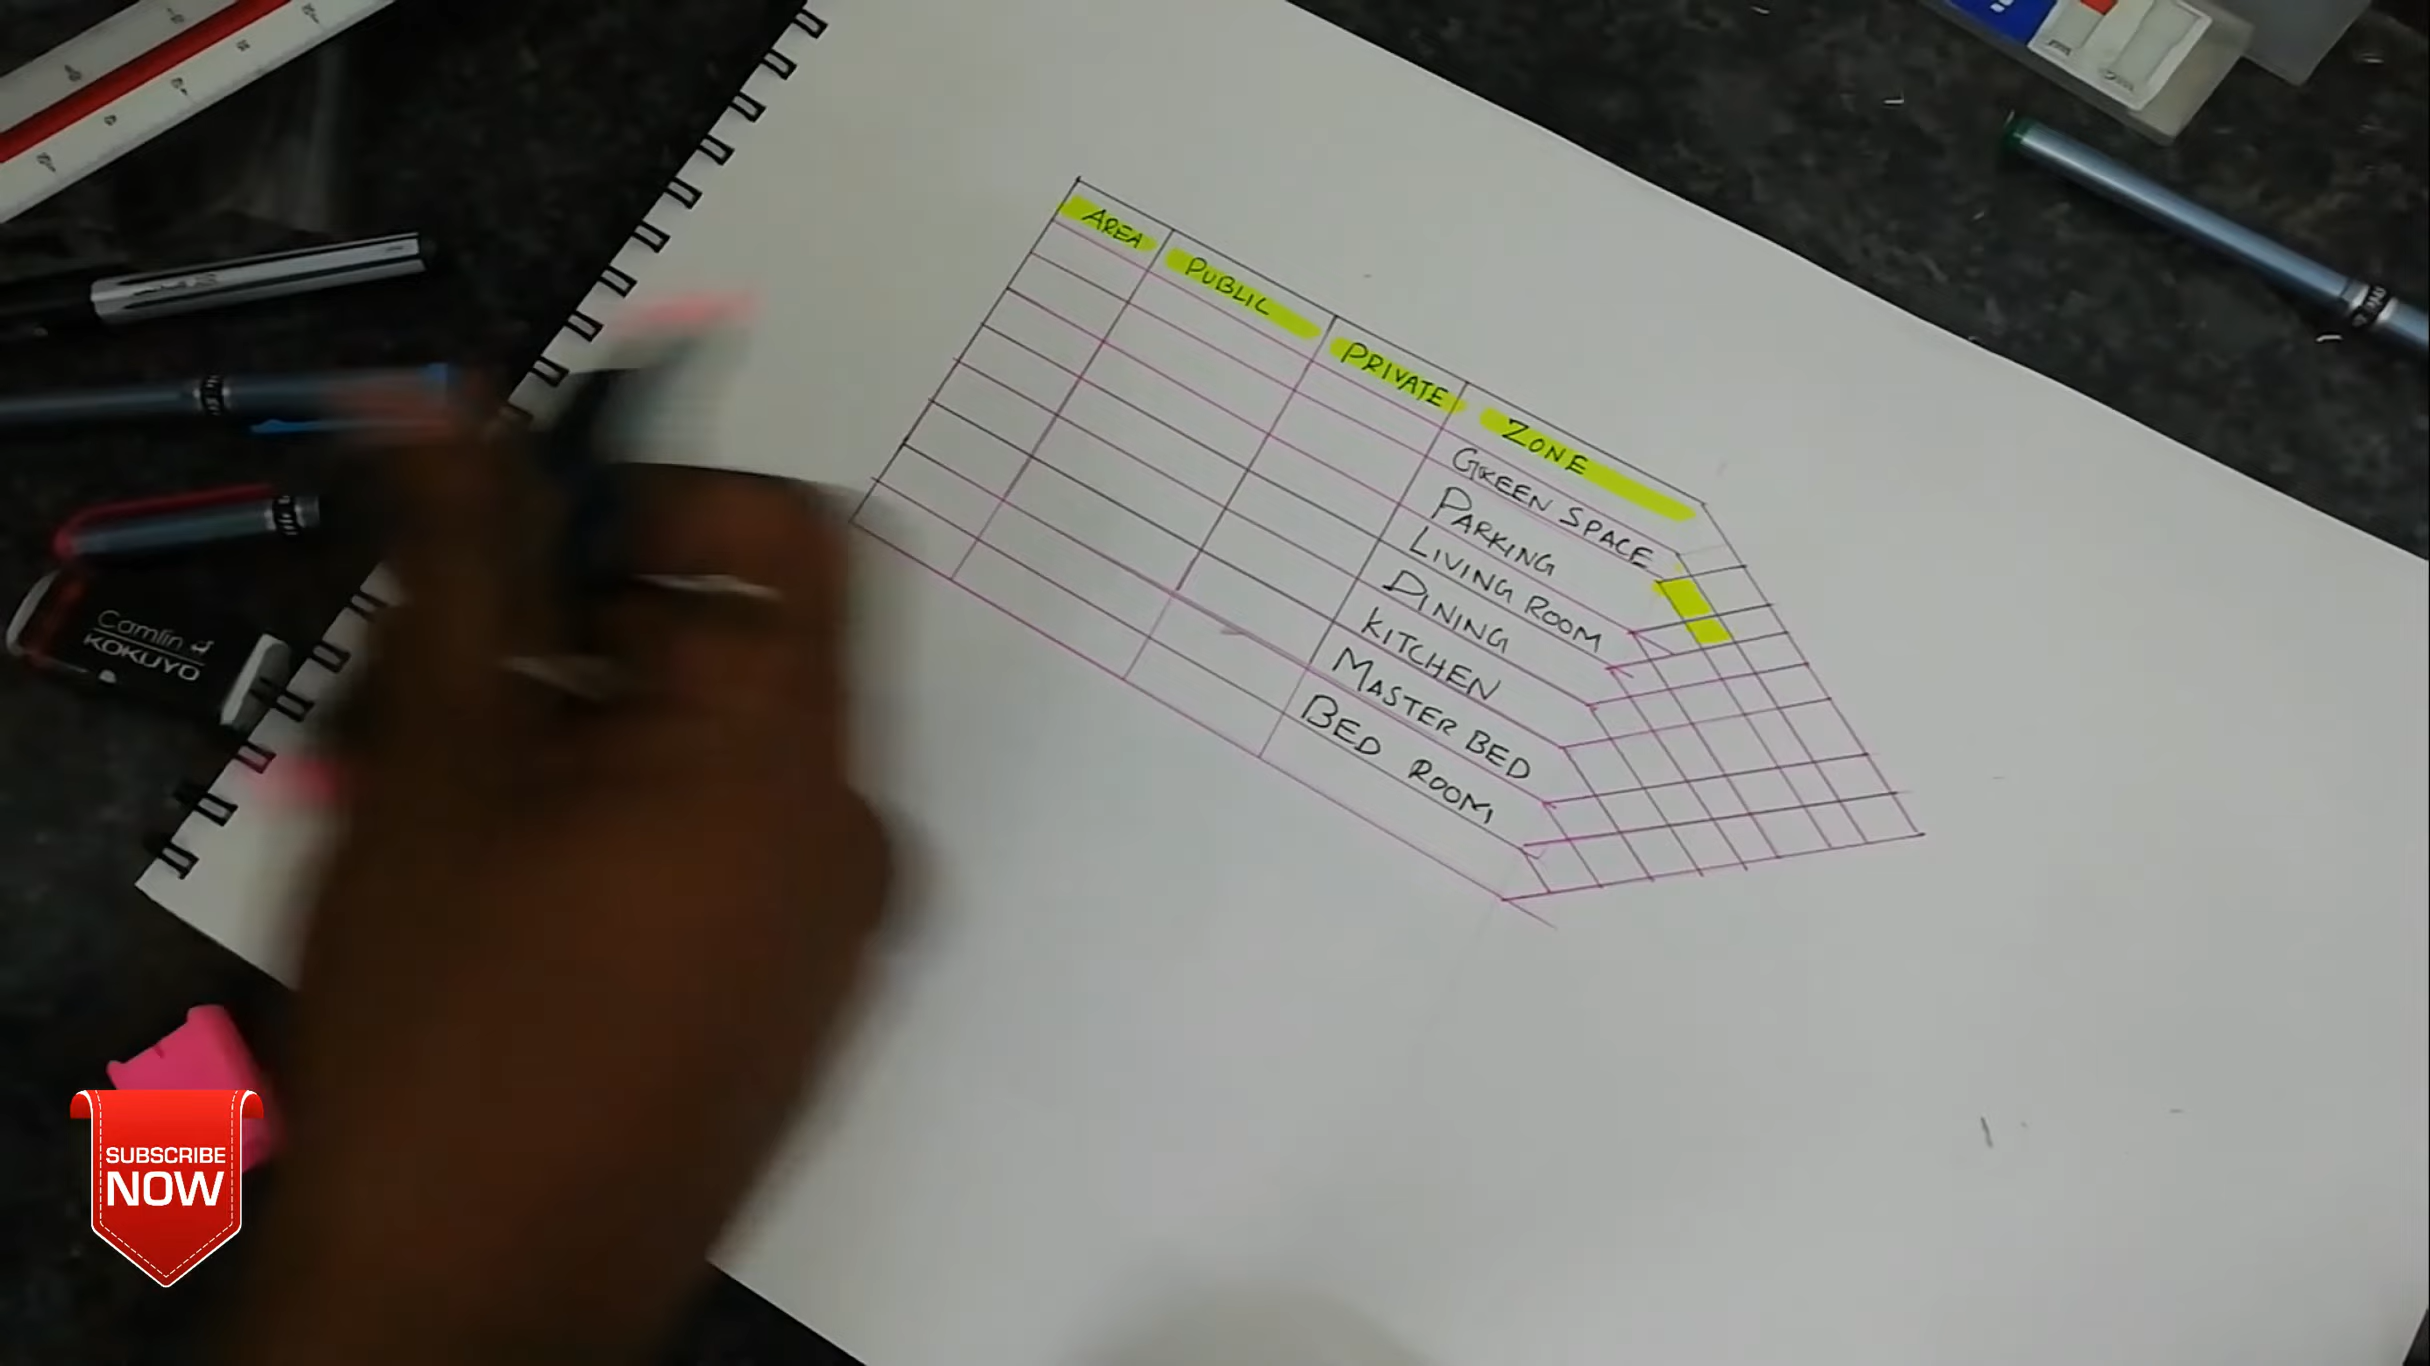 AREA PUBLIC PRIVATE ZONE
GREEN SPACE
PARKING
LIVING ROOM
DINING
KITCHEN
MASTER BED
BED ROOM
Camlin
KOKUYO
SUBSCRIBE
NOW